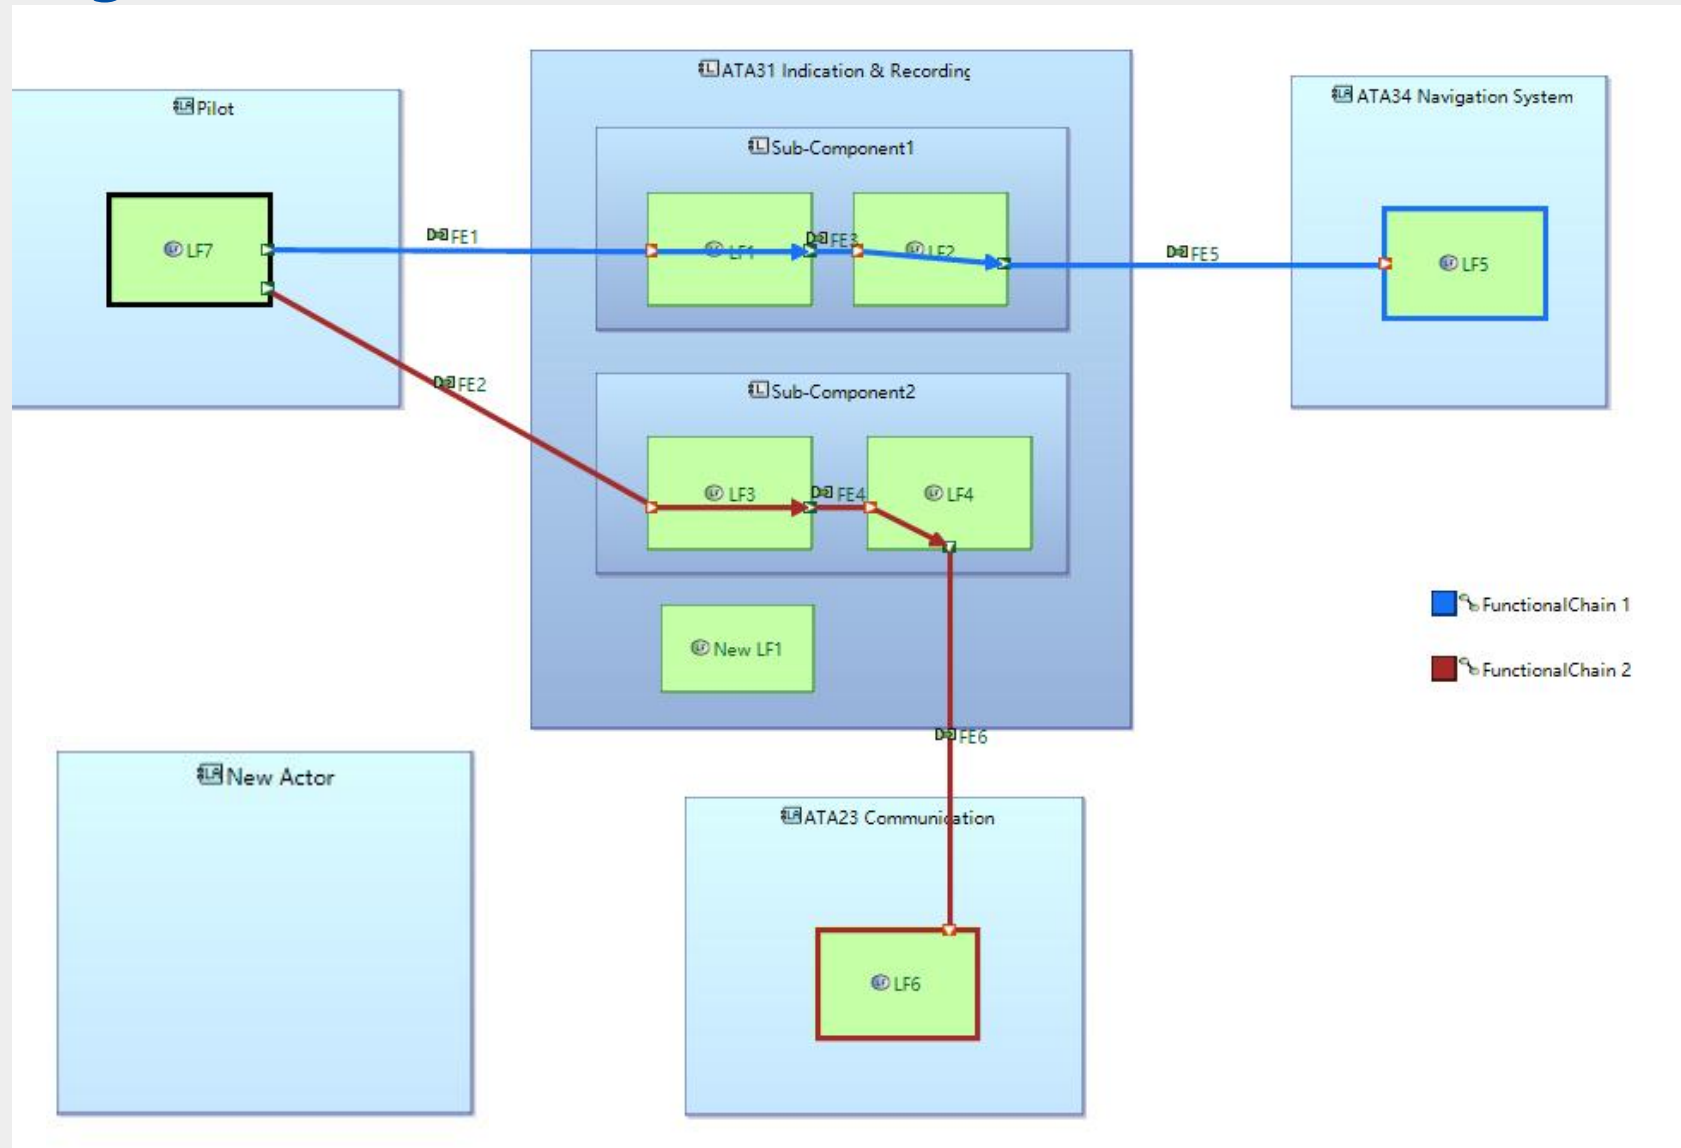 ATA31 Indication & Recording
Pilot
ATA34 Navigation System
Sub-Component1
LF7
FE1
LF1
FE3
LF2
FE5
LF5
FE2
Sub-Component2
LF3
FE4
LF4
FunctionalChain 1
New LF1
FunctionalChain 2
FE6
New Actor
ATA23 Communication
LF6